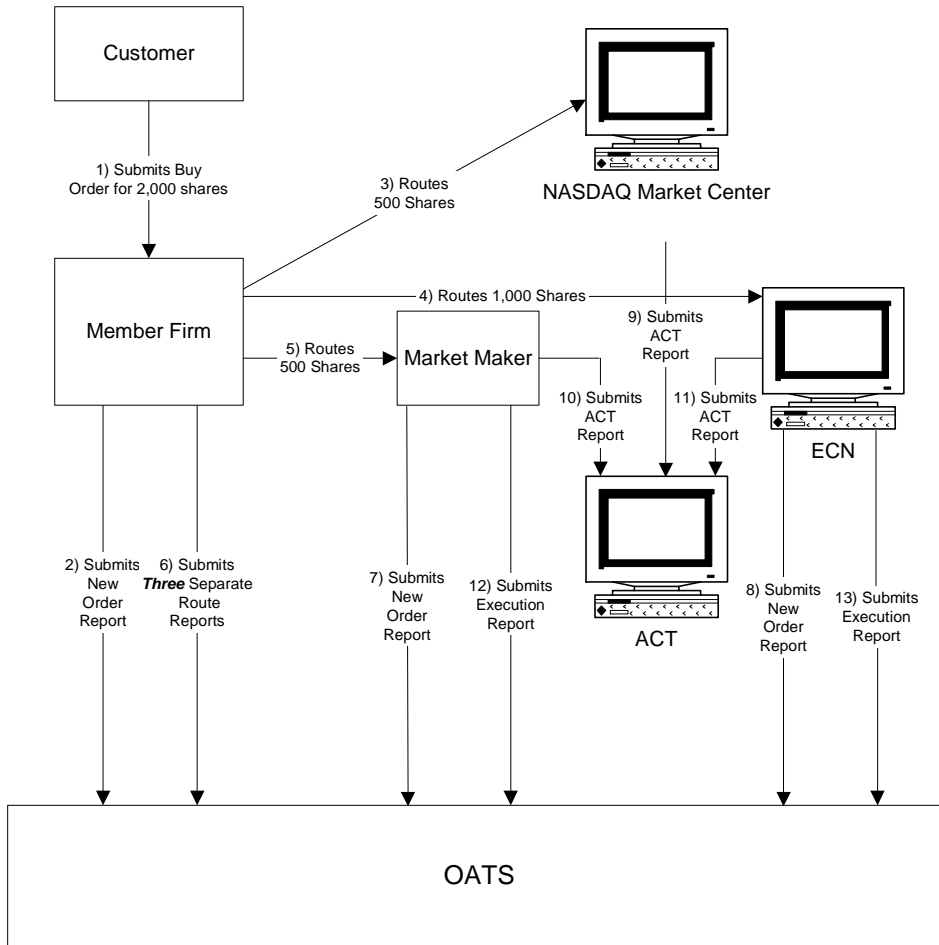 Customer
1) Submits Buy
Order for 2,000 shares
3) Routes
500 Shares
NASDAQ Market Center
Member Firm
4) Routes 1,000 Shares
5) Routes
500 Shares
Market Maker
9) Submits
ACT
Report
10) Submits
ACT
Report
11) Submits
ACT
Report
ECN
2) Submits
New
Order
Report
6) Submits
Three Separate
Route
Reports
7) Submits
New
Order
Report
12) Submits
Execution
Report
ACT
8) Submits
New
Order
Report
13) Submits
Execution
Report
OATS